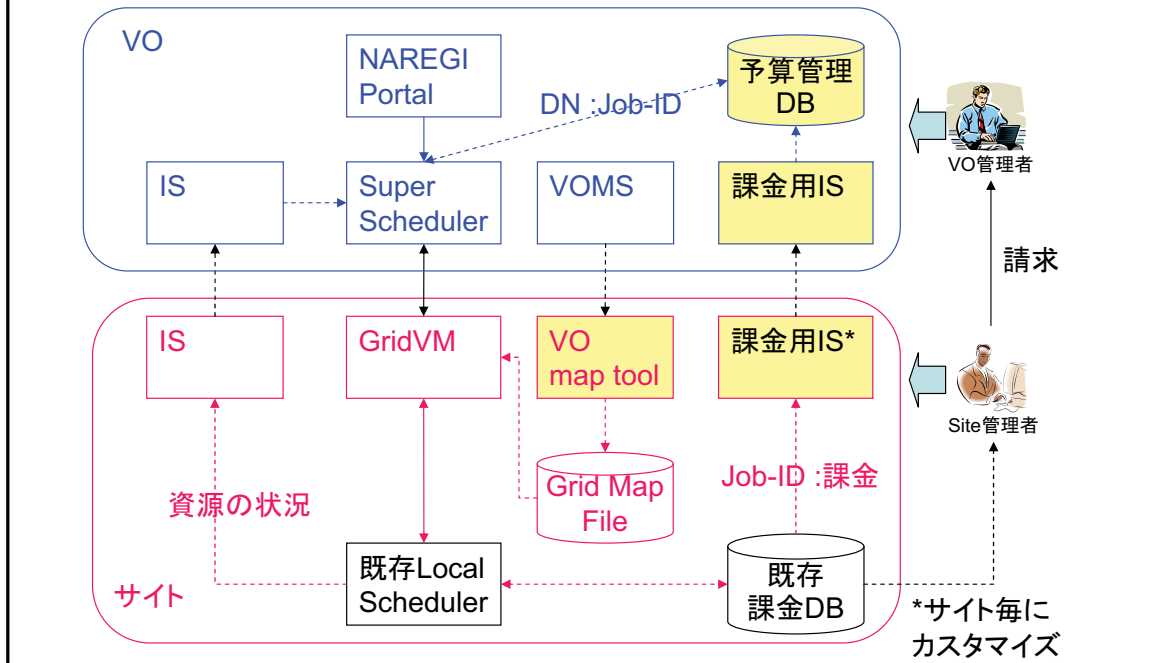 VO
NAREGI
Portal
予算管理
DB
DN :Job-ID
VO管理者
IS
Super
Scheduler
VOMS
課金用IS
請求
IS
GridVM
VO
map tool
課金用IS*
Site管理者
Grid Map
File
Job-ID :課金
資源の状況
サイト
既存Local
Scheduler
既存
課金DB
*サイト毎に
カスタマイズ